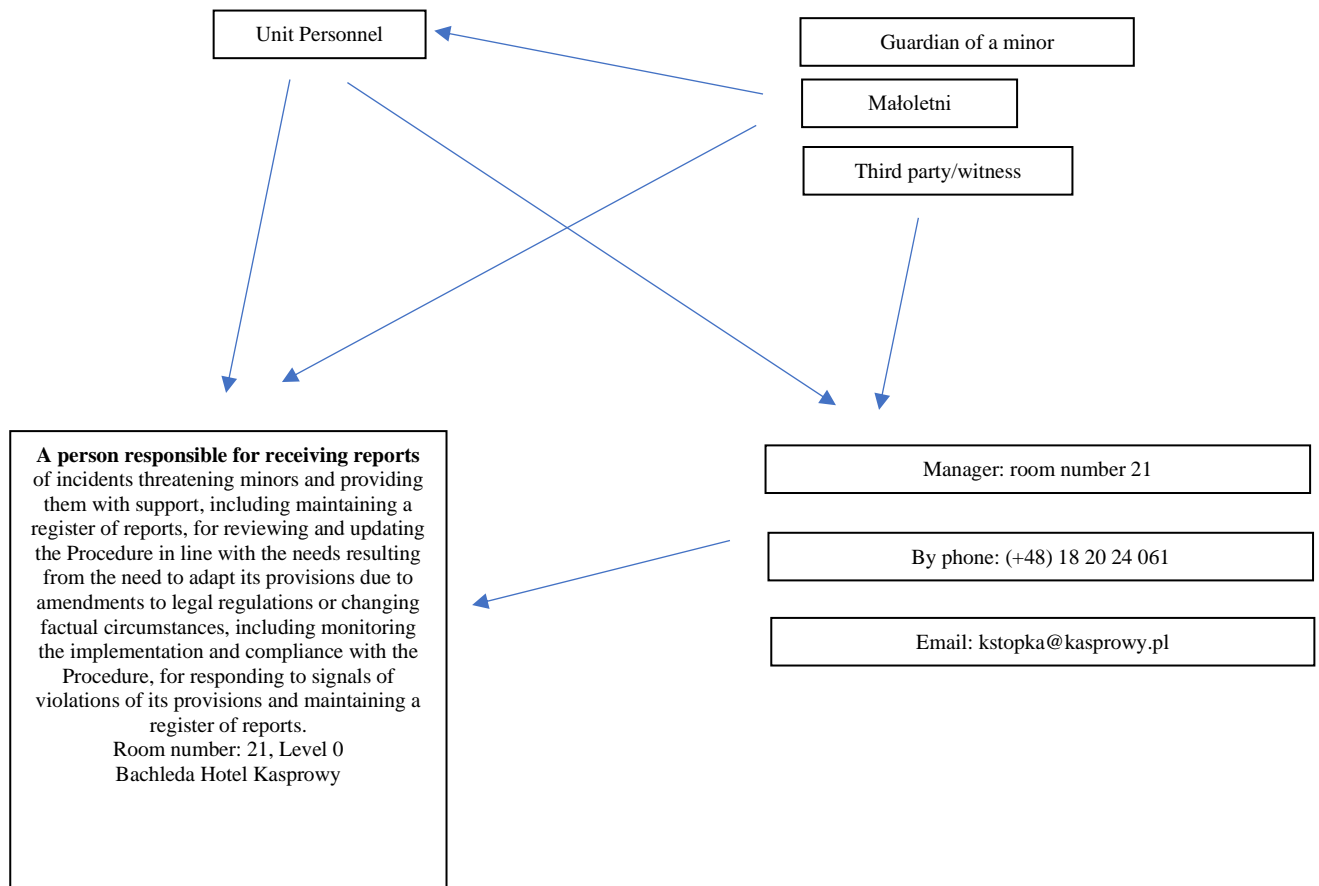 Unit Personnel
Guardian of a minor
Małoletni
Third party/witness
A person responsible for receiving reports
of incidents threatening minors and providing
them with support, including maintaining a
register of reports, for reviewing and updating
the Procedure in line with the needs resulting
from the need to adapt its provisions due to
amendments to legal regulations or changing
factual circumstances, including monitoring
the implementation and compliance with the
Procedure, for responding to signals of
violations of its provisions and maintaining a
register of reports.
Room number: 21, Level 0
Bachleda Hotel Kasprowy
Manager: room number 21
By phone: (+48) 18 20 24 061
Email: kstopka@kasprowy.pl